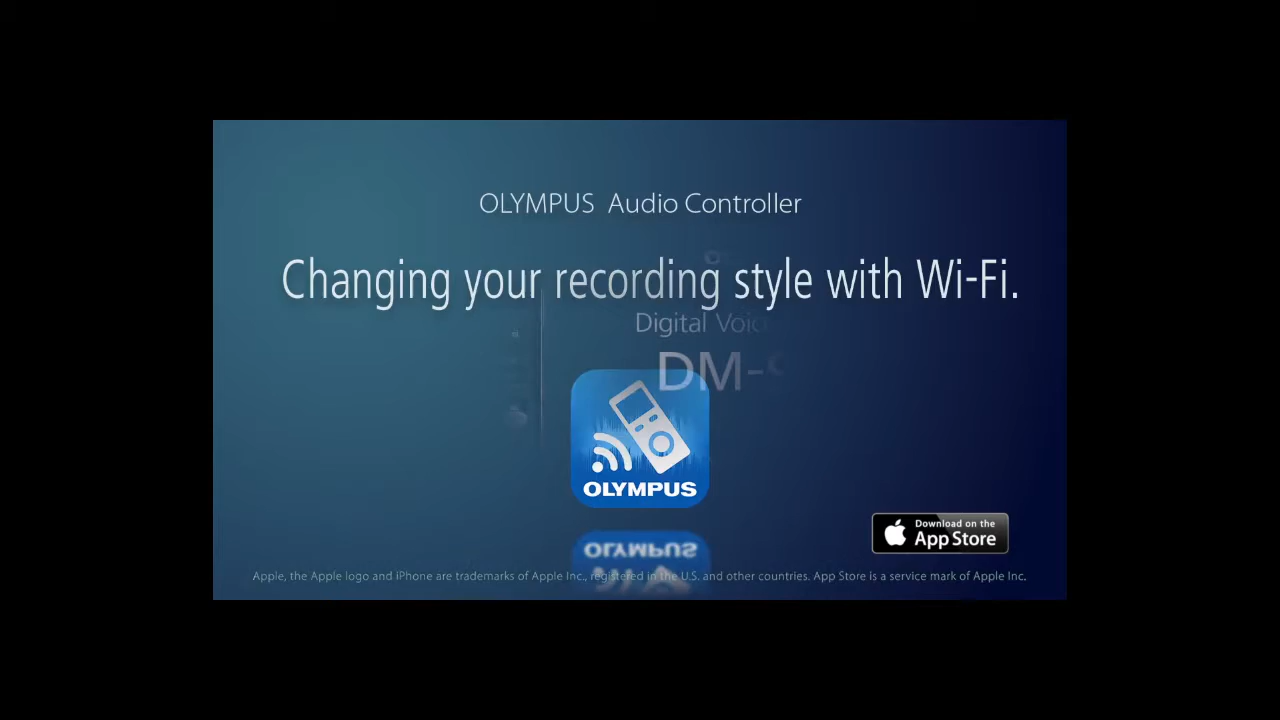 OLYMPUS Audio Controller
Changing your recording style with Wi-Fi.
Digital
DM-
OLYMPUS
Download on the
App Store
Apple, the Apple logo and iPhone are trademarks of Apple Inc., registered in the U.S. and other countries. App Store is a service mark of Apple Inc.